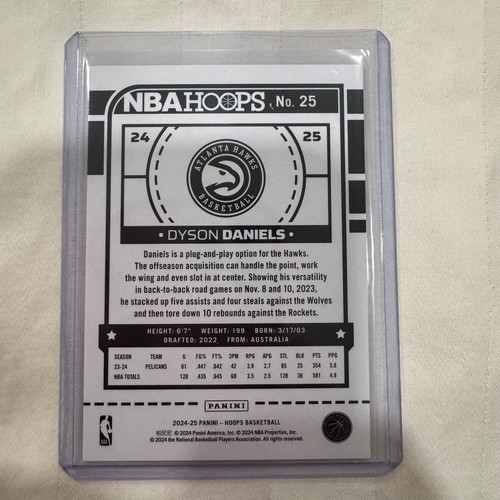 NBA HOOPS No. 25
24 25
ATLANTA HAWKS
BASKETBALL
• DYSON DANIELS •
Daniels is a plug-and-play option for the Hawks.
The offseason acquisition can handle the point, work
the wing and even slot in at center. Showing his versatility
in back-to-back road games on Nov. 8 and 10, 2023,
he stacked up five assists and four steals against the Wolves
and then tore down 10 rebounds against the Rockets.
HEIGHT: 6'7" WEIGHT: 199 BORN: 3/17/03
DRAFTED: 2022 FROM: AUSTRALIA
SEASON TEAM G FG% FT% 3PM RPG APG STL BLK PTS PPG
23-24 PELICANS 61 .447 .642 42 3.9 2.7 85 25 354 5.8
NBA TOTALS 120 .435 .645 69 3.5 2.5 128 36 581 4.8
PANINI
2024-25 PANINI – HOOPS BASKETBALL
帕尼尼 © 2024 Panini America, Inc. © 2024 NBA Properties, Inc.
© 2024 the National Basketball Players Association. All rights reserved.